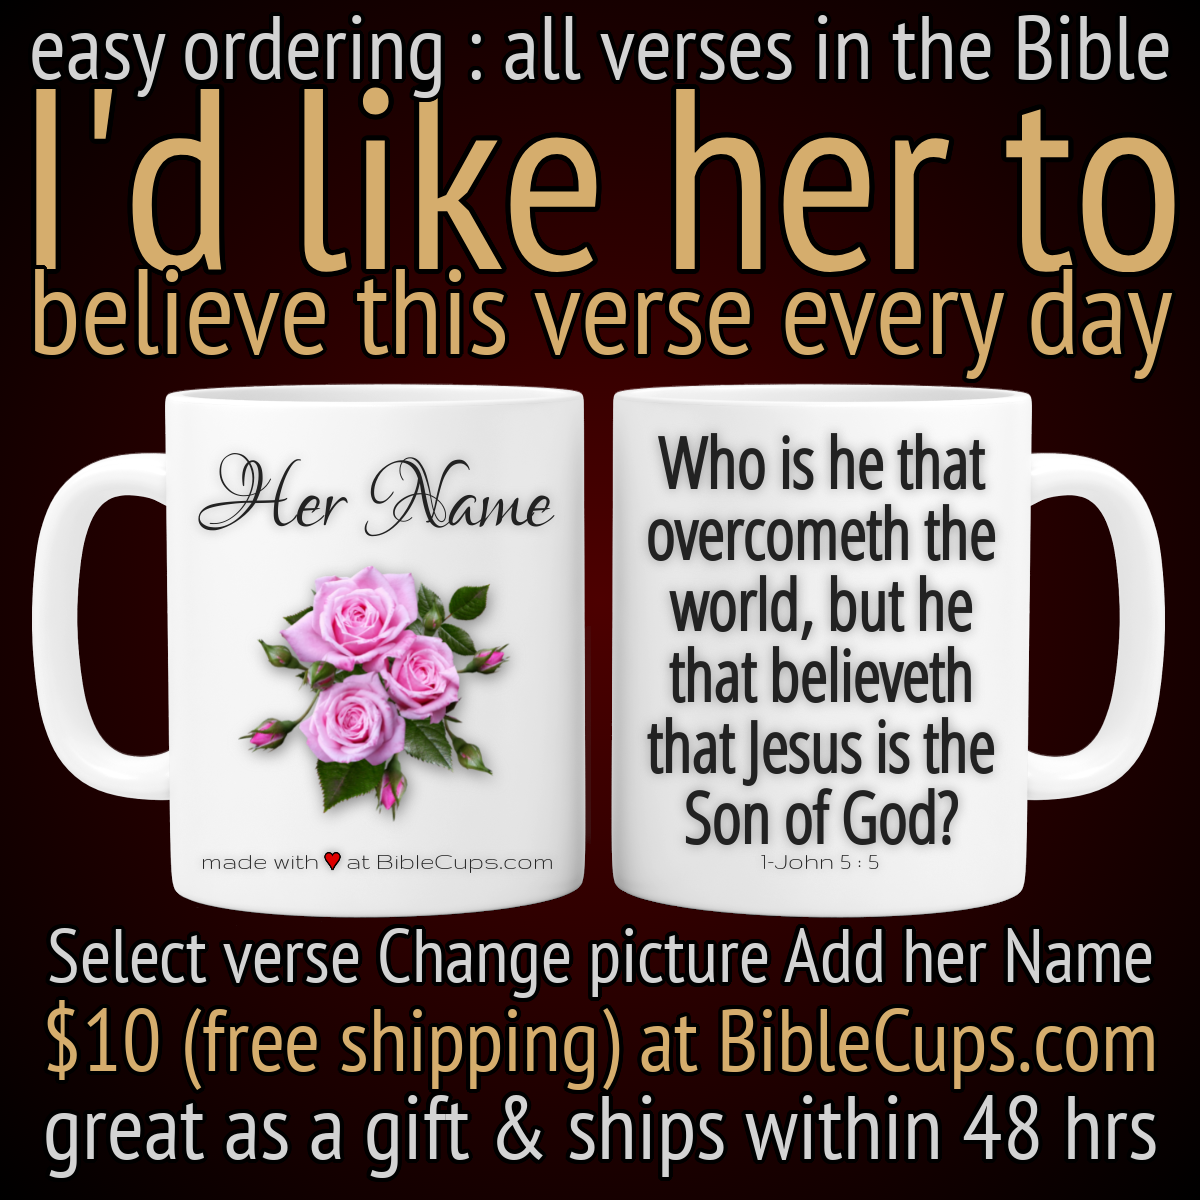 easy ordering : all verses in the Bible
I'd like her to
believe this verse every day
Her Name
made with ♥ at BibleCups.com
Who is he that
overcometh the
world, but he
that believeth
that Jesus is the
Son of God?
1-John 5 : 5
Select verse Change picture Add her Name
$10 (free shipping) at BibleCups.com
great as a gift & ships within 48 hrs